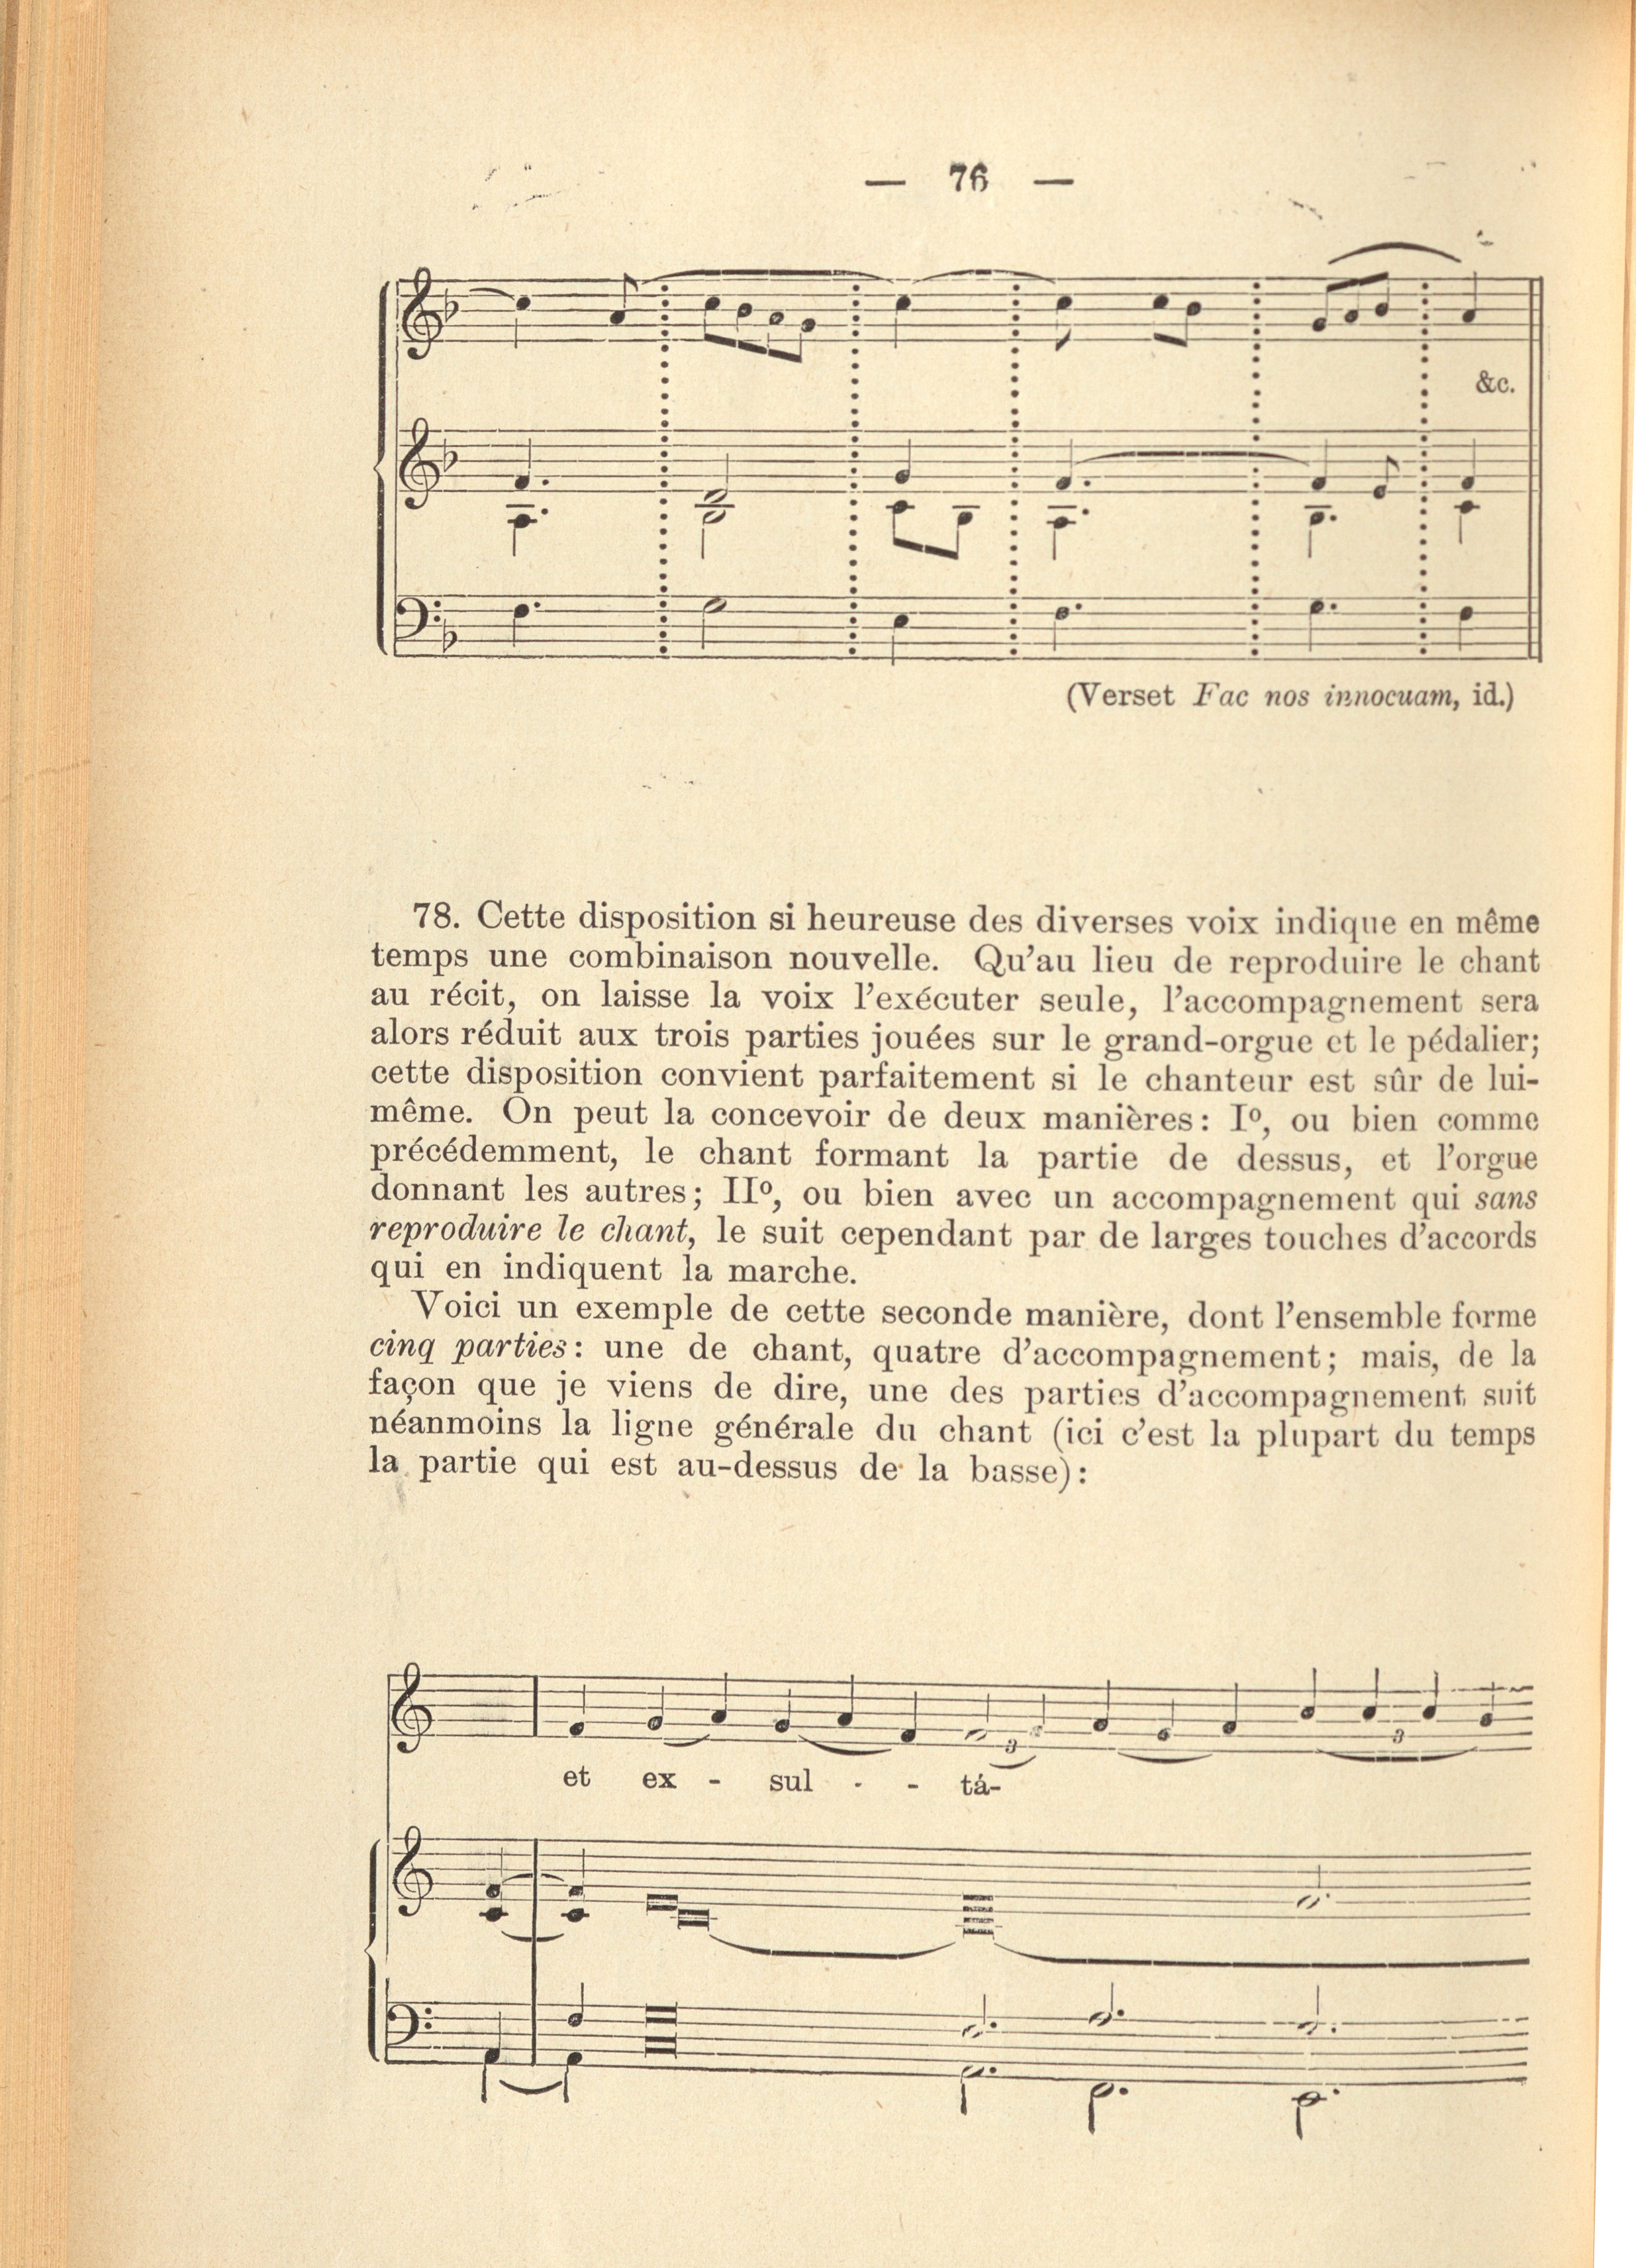 — 76 —
&c.
(Verset Fac nos innocuam, id.)
78. Cette disposition si heureuse des diverses voix indique en même
temps une combinaison nouvelle. Qu'au lieu de reproduire le chant
au récit, on laisse la voix l'exécuter seule, l'accompagnement sera
alors réduit aux trois parties jouées sur le grand-orgue et le pédalier;
cette disposition convient parfaitement si le chanteur est sûr de lui-
même. On peut la concevoir de deux manières: Iº, ou bien comme
précédemment, le chant formant la partie de dessus, et l'orgue
donnant les autres; IIº, ou bien avec un accompagnement qui sans
reproduire le chant, le suit cependant par de larges touches d'accords
qui en indiquent la marche.
Voici un exemple de cette seconde manière, dont l'ensemble forme
cinq parties: une de chant, quatre d'accompagnement; mais, de la
façon que je viens de dire, une des parties d'accompagnement suit
néanmoins la ligne générale du chant (ici c'est la plupart du temps
la partie qui est au-dessus de la basse):
3 3
et ex - sul - - tá-